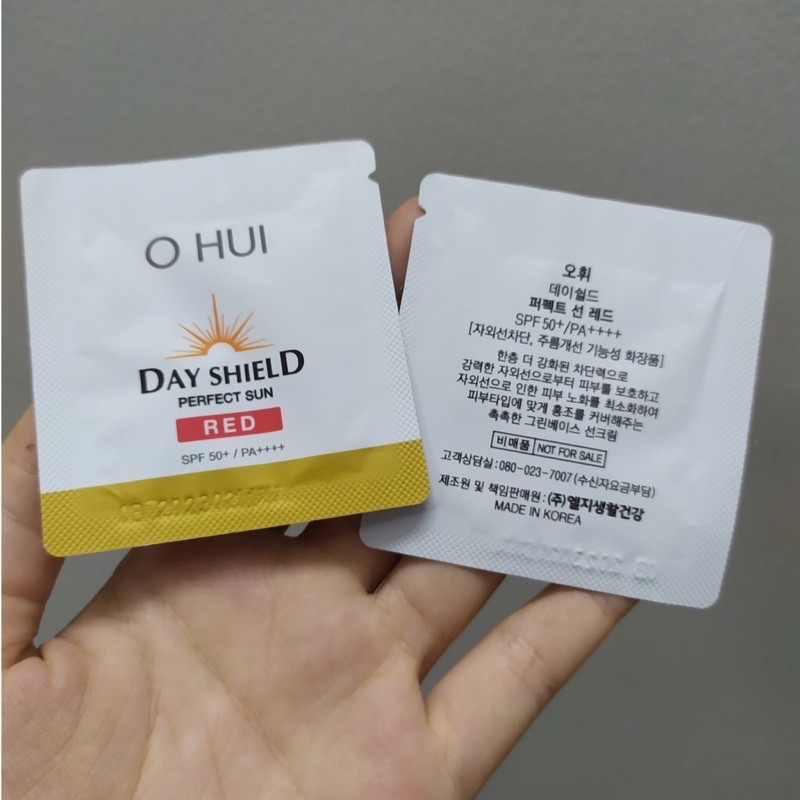 O HUI
DAY SHIELD
PERFECT SUN
RED
SPF 50+ / PA++++
오휘
데이쉴드
퍼펙트 선 레드
SPF 50+/PA++++
[자외선차단, 주름개선 기능성 화장품]
한층 더 강화된 차단력으로
강력한 자외선으로부터 피부를 보호하고
자외선으로 인한 피부 노화를 최소화하여
피부타입에 맞게 홍조를 커버해주는
촉촉한 그린베이스 선크림
비매품 NOT FOR SALE
고객상담실 : 080-023-7007 (수신자요금부담)
제조원 및 책임판매원 : (주)엘지생활건강
MADE IN KOREA